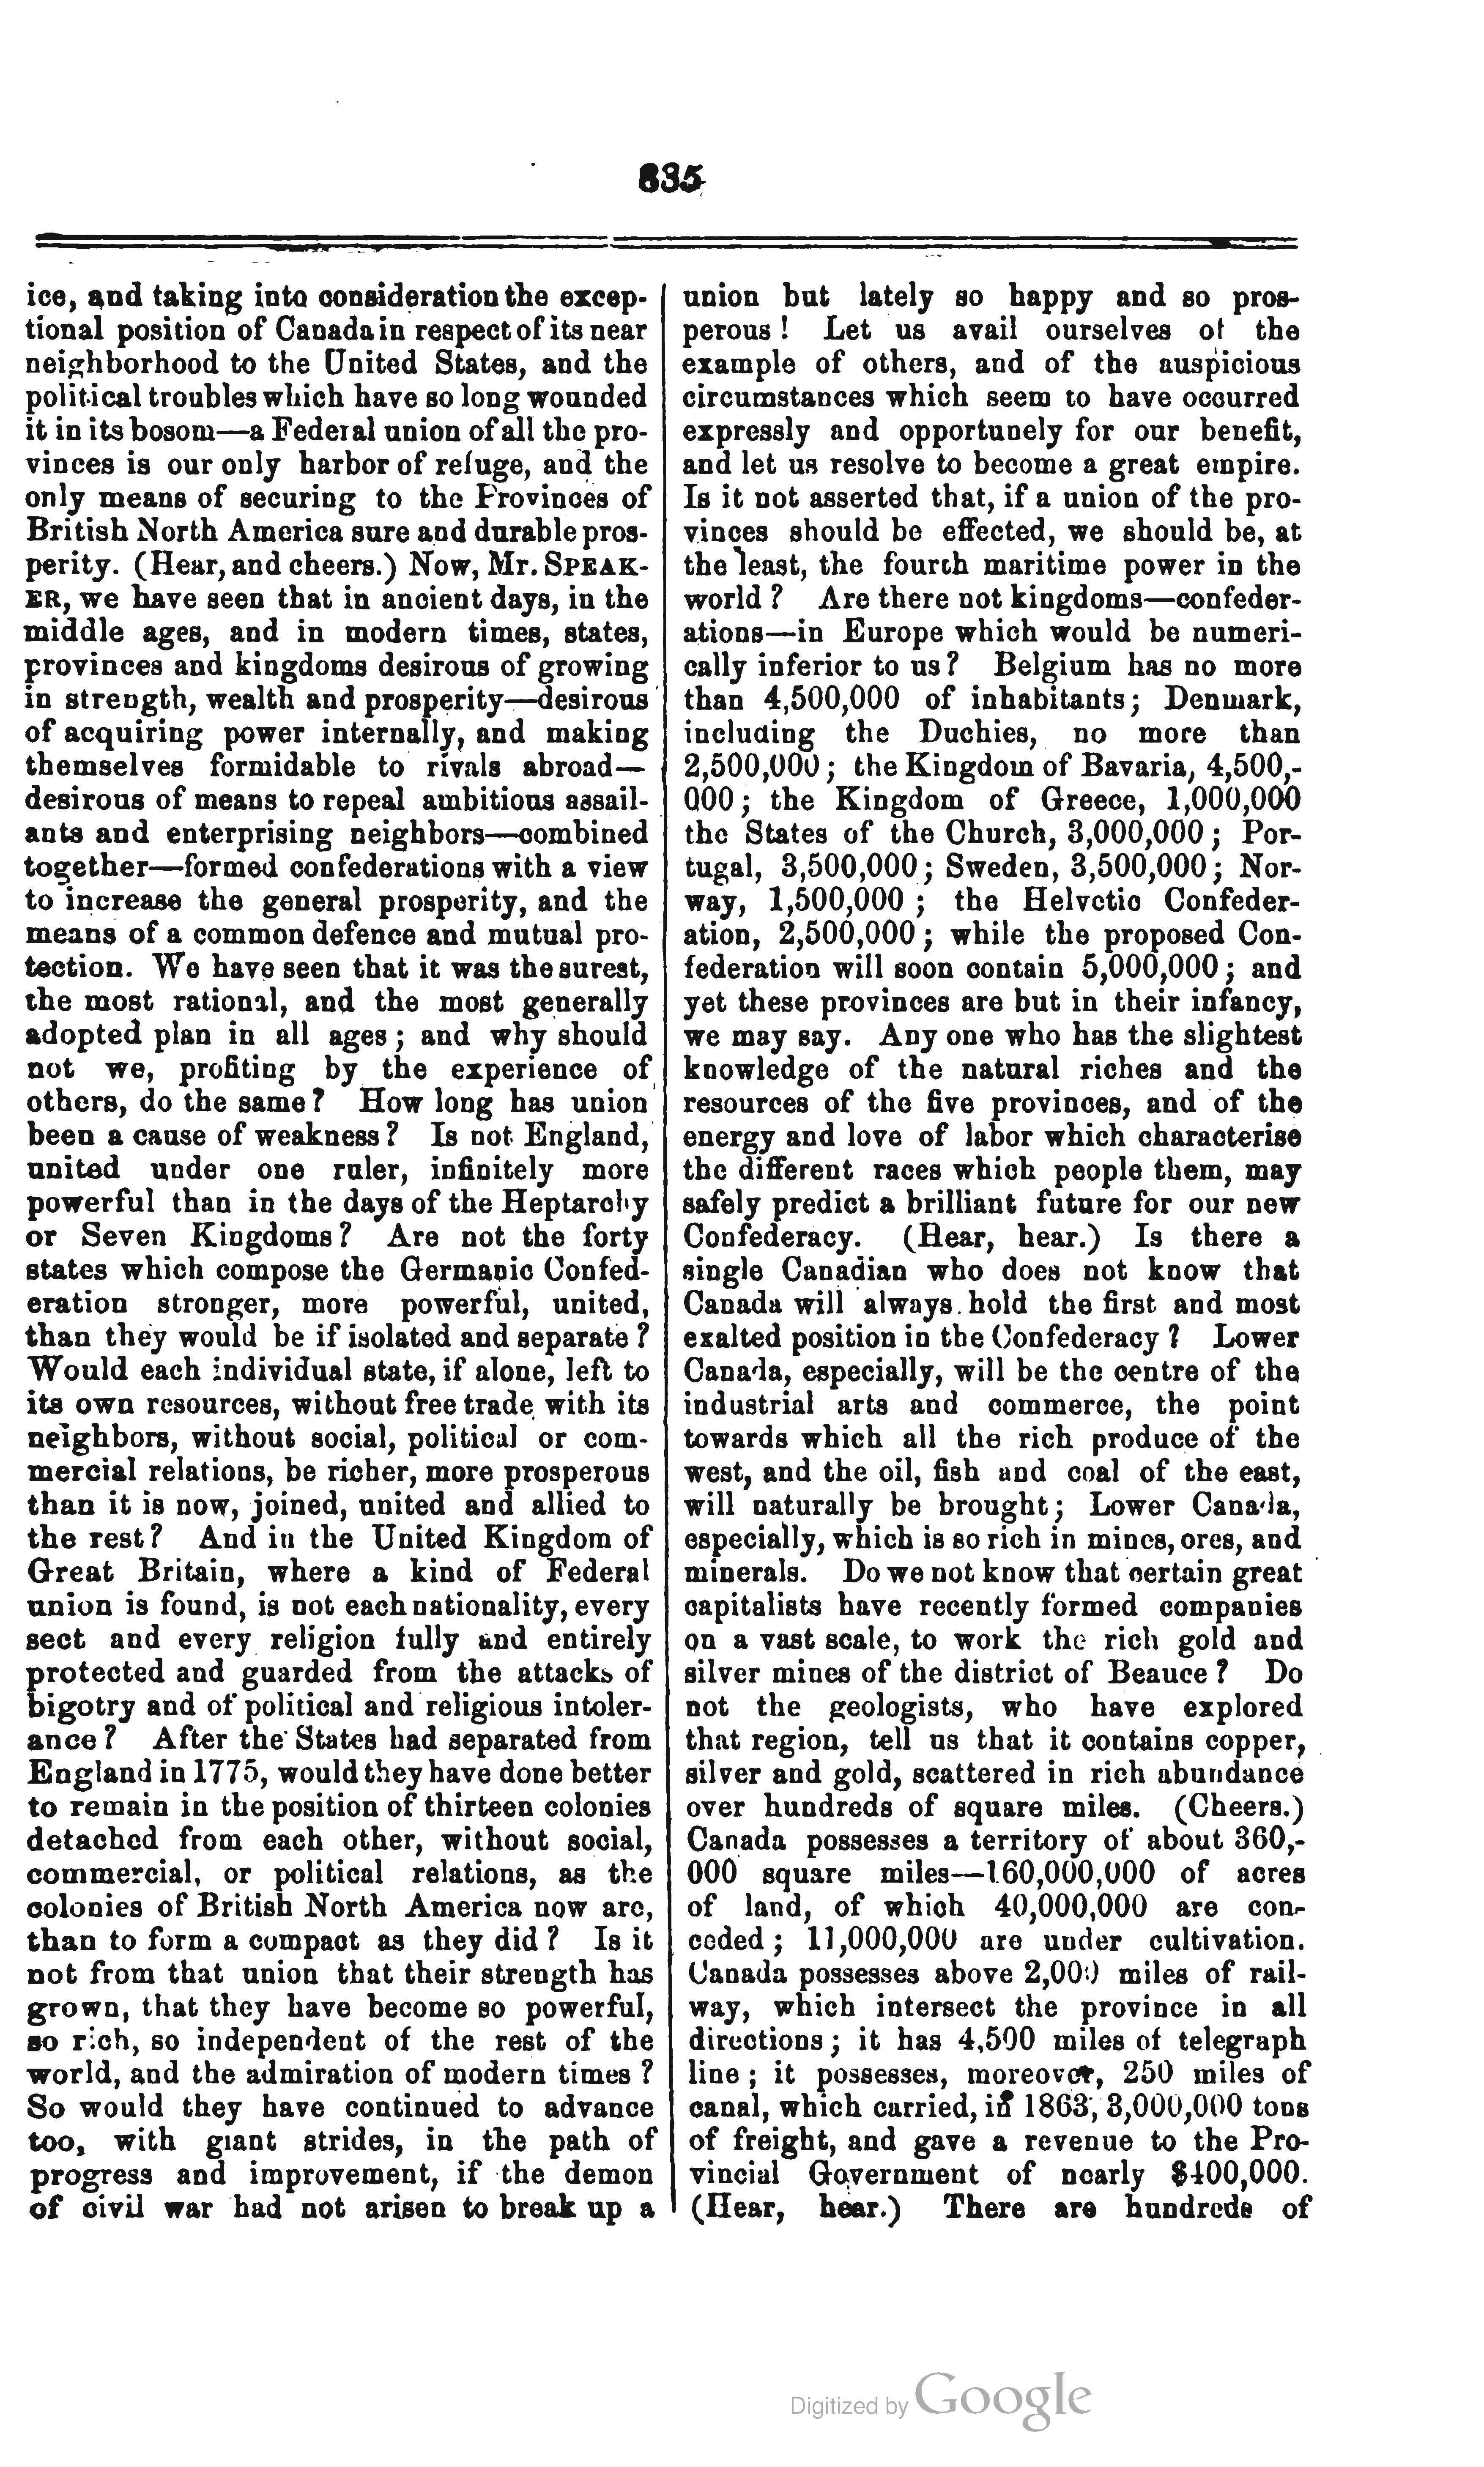 835
ice, and taking into consideration the excep-
tional position of Canada in respect of its near
neighborhood to the United States, and the
political troubles which have so long wounded
it in its bosom—a Federal union of all the pro-
vinces is our only harbor of refuge, and the
only means of securing to the Provinces of
British North America sure and durable pros-
perity. (Hear, and cheers.) Now, Mr. SPEAK-
ER, we have seen that in ancient days, in the
middle ages, and in modern times, states,
provinces and kingdoms desirous of growing
in strength, wealth and prosperity—desirous
of acquiring power internally, and making
themselves formidable to rivals abroad—
desirous of means to repeal ambitious assail-
ants and enterprising neighbors—combined
together—formed confederations with a view
to increase the general prosperity, and the
means of a common defence and mutual pro-
tection. We have seen that it was the surest,
the most rational, and the most generally
adopted plan in all ages; and why should
not we, profiting by the experience of
others, do the same? How long has union
been a cause of weakness? Is not England,
united under one ruler, infinitely more
powerful than in the days of the Heptarchy
or Seven Kingdoms? Are not the forty
states which compose the Germanic Confed-
eration stronger, more powerful, united,
than they would be if isolated and separate?
Would each individual state, if alone, left to
its own resources, without free trade with its
neighbors, without social, political or com-
mercial relations, be richer, more prosperous
than it is now, joined, united and allied to
the rest? And in the United Kingdom of
Great Britain, where a kind of Federal
union is found, is not each nationality, every
sect and every religion fully and entirely
protected and guarded from the attacks of
bigotry and of political and religious intoler-
ance? After the States had separated from
England in 1775, would they have done better
to remain in the position of thirteen colonies
detached from each other, without social,
commercial, or political relations, as the
colonies of British North America now are,
than to form a compact as they did? Is it
not from that union that their strength has
grown, that they have become so powerful,
so rich, so independent of the rest of the
world, and the admiration of modern times?
So would they have continued to advance
too, with giant strides, in the path of
progress and improvement, if the demon
of civil war had not arisen to break up a
union but lately so happy and so pros-
perous! Let us avail ourselves of the
example of others, and of the auspicious
circumstances which seem to have occurred
expressly and opportunely for our benefit,
and let us resolve to become a great empire.
Is it not asserted that, if a union of the pro-
vinces should be effected, we should be, at
the least, the fourth maritime power in the
world? Are there not kingdoms—confeder-
ations—in Europe which would be numeri-
cally inferior to us? Belgium has no more
than 4,500,000 of inhabitants; Denmark,
including the Duchies, no more than
2,500,000; the Kingdom of Bavaria, 4,500,-
000; the Kingdom of Greece, 1,000,000
the States of the Church, 3,000,000; Por-
tugal, 3,500,000; Sweden, 3,500,000; Nor-
way, 1,500,000; the Helvetic Confeder-
ation, 2,500,000; while the proposed Con-
federation will soon contain 5,000,000; and
yet these provinces are but in their infancy,
we may say. Any one who has the slightest
knowledge of the natural riches and the
resources of the five provinces, and of the
energy and love of labor which characterise
the different races which people them, may
safely predict a brilliant future for our new
Confederacy. (Hear, hear.) Is there a
single Canadian who does not know that
Canada will always hold the first and most
exalted position in the Confederacy? Lower
Canada, especially, will be the centre of the
industrial arts and commerce, the point
towards which all the rich produce of the
west, and the oil, fish and coal of the east,
will naturally be brought; Lower Canada,
especially, which is so rich in mines, ores, and
minerals. Do we not know that certain great
capitalists have recently formed companies
on a vast scale, to work the rich gold and
silver mines of the district of Beauce? Do
not the geologists, who have explored
that region, tell us that it contains copper,
silver and gold, scattered in rich abundance
over hundreds of square miles. (Cheers.)
Canada possesses a territory of about 360,-
000 square miles—160,000,000 of acres
of land, of which 40,000,000 are con-
ceded; 11,000,000 are under cultivation.
Canada possesses above 2,000 miles of rail-
way, which intersect the province in all
directions; it has 4,500 miles of telegraph
line; it possesses, moreover, 250 miles of
canal, which carried, in 1863, 3,000,000 tons
of freight, and gave a revenue to the Pro-
vincial Government of nearly $400,000.
(Hear, hear.) There are hundreds of
Digitized by Google